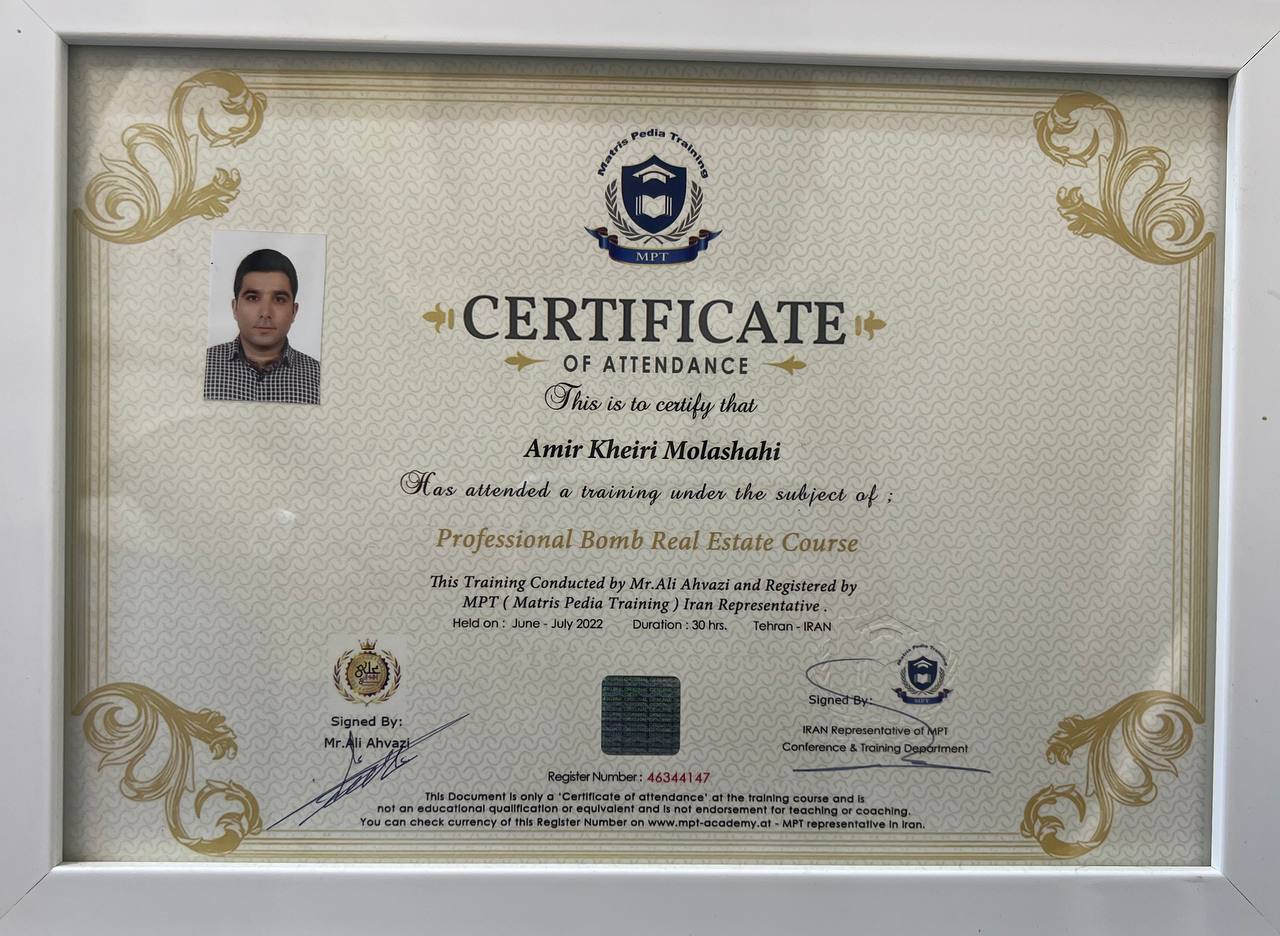 Matris Pedia Training
MPT
CERTIFICATE
OF ATTENDANCE
This is to certify that
Amir Kheiri Molashahi
Has attended a training under the subject of ;
Professional Bomb Real Estate Course
This Training Conducted by Mr.Ali Ahvazi and Registered by
MPT ( Matris Pedia Training ) Iran Representative .
Held on : June - July 2022 Duration : 30 hrs. Tehran - IRAN
Signed By:
Mr.Ali Ahvazi
Matris Pedia Training
MPT
Signed By:
IRAN Representative of MPT
Conference & Training Department
Register Number : 46344147
This Document is only a 'Certificate of attendance' at the training course and is
not an educational qualification or equivalent and is not endorsement for teaching or coaching.
You can check currency of this Register Number on www.mpt-academy.at - MPT representative in Iran.